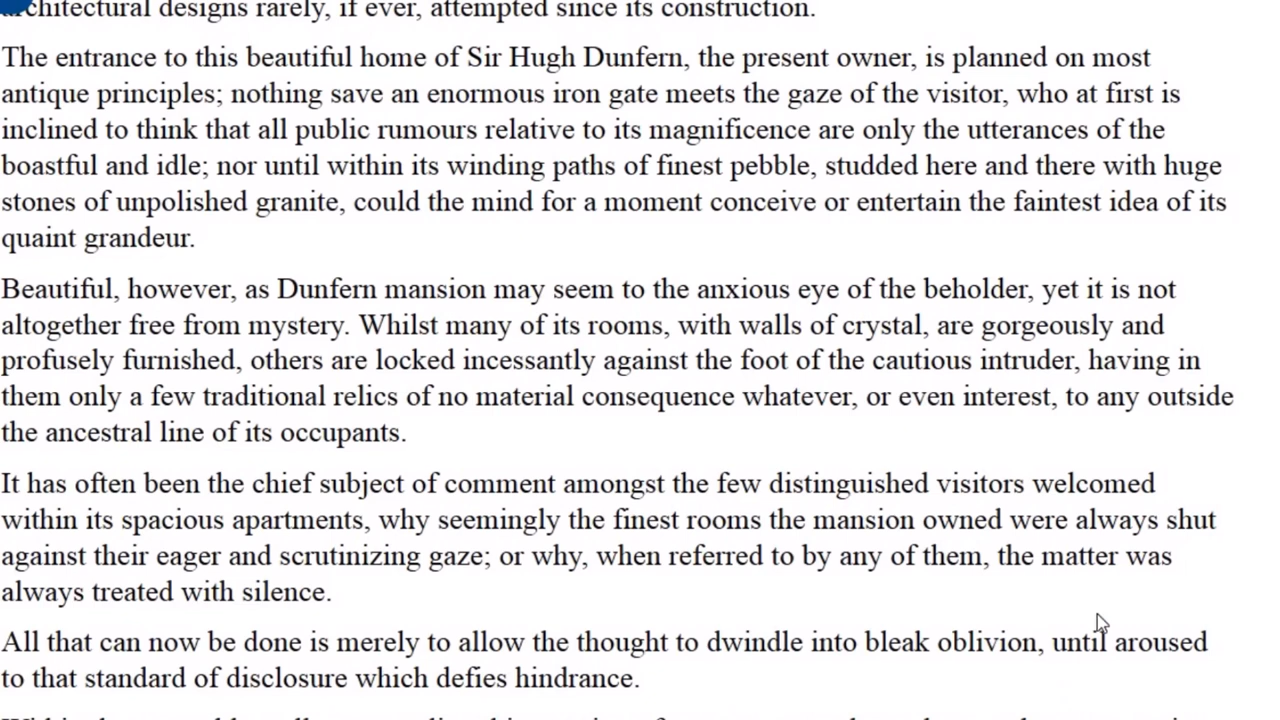 architectural designs rarely, if ever, attempted since its construction.
The entrance to this beautiful home of Sir Hugh Dunfern, the present owner, is planned on most
antique principles; nothing save an enormous iron gate meets the gaze of the visitor, who at first is
inclined to think that all public rumours relative to its magnificence are only the utterances of the
boastful and idle; nor until within its winding paths of finest pebble, studded here and there with huge
stones of unpolished granite, could the mind for a moment conceive or entertain the faintest idea of its
quaint grandeur.
Beautiful, however, as Dunfern mansion may seem to the anxious eye of the beholder, yet it is not
altogether free from mystery. Whilst many of its rooms, with walls of crystal, are gorgeously and
profusely furnished, others are locked incessantly against the foot of the cautious intruder, having in
them only a few traditional relics of no material consequence whatever, or even interest, to any outside
the ancestral line of its occupants.
It has often been the chief subject of comment amongst the few distinguished visitors welcomed
within its spacious apartments, why seemingly the finest rooms the mansion owned were always shut
against their eager and scrutinizing gaze; or why, when referred to by any of them, the matter was
always treated with silence.
All that can now be done is merely to allow the thought to dwindle into bleak oblivion, until aroused
to that standard of disclosure which defies hindrance.